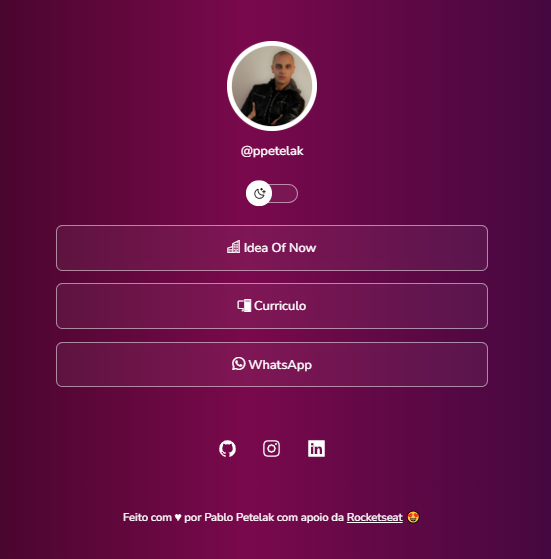 @ppetelak
Idea Of Now
Curriculo
WhatsApp
Feito com ♥ por Pablo Petelak com apoio da Rocketseat 🤩